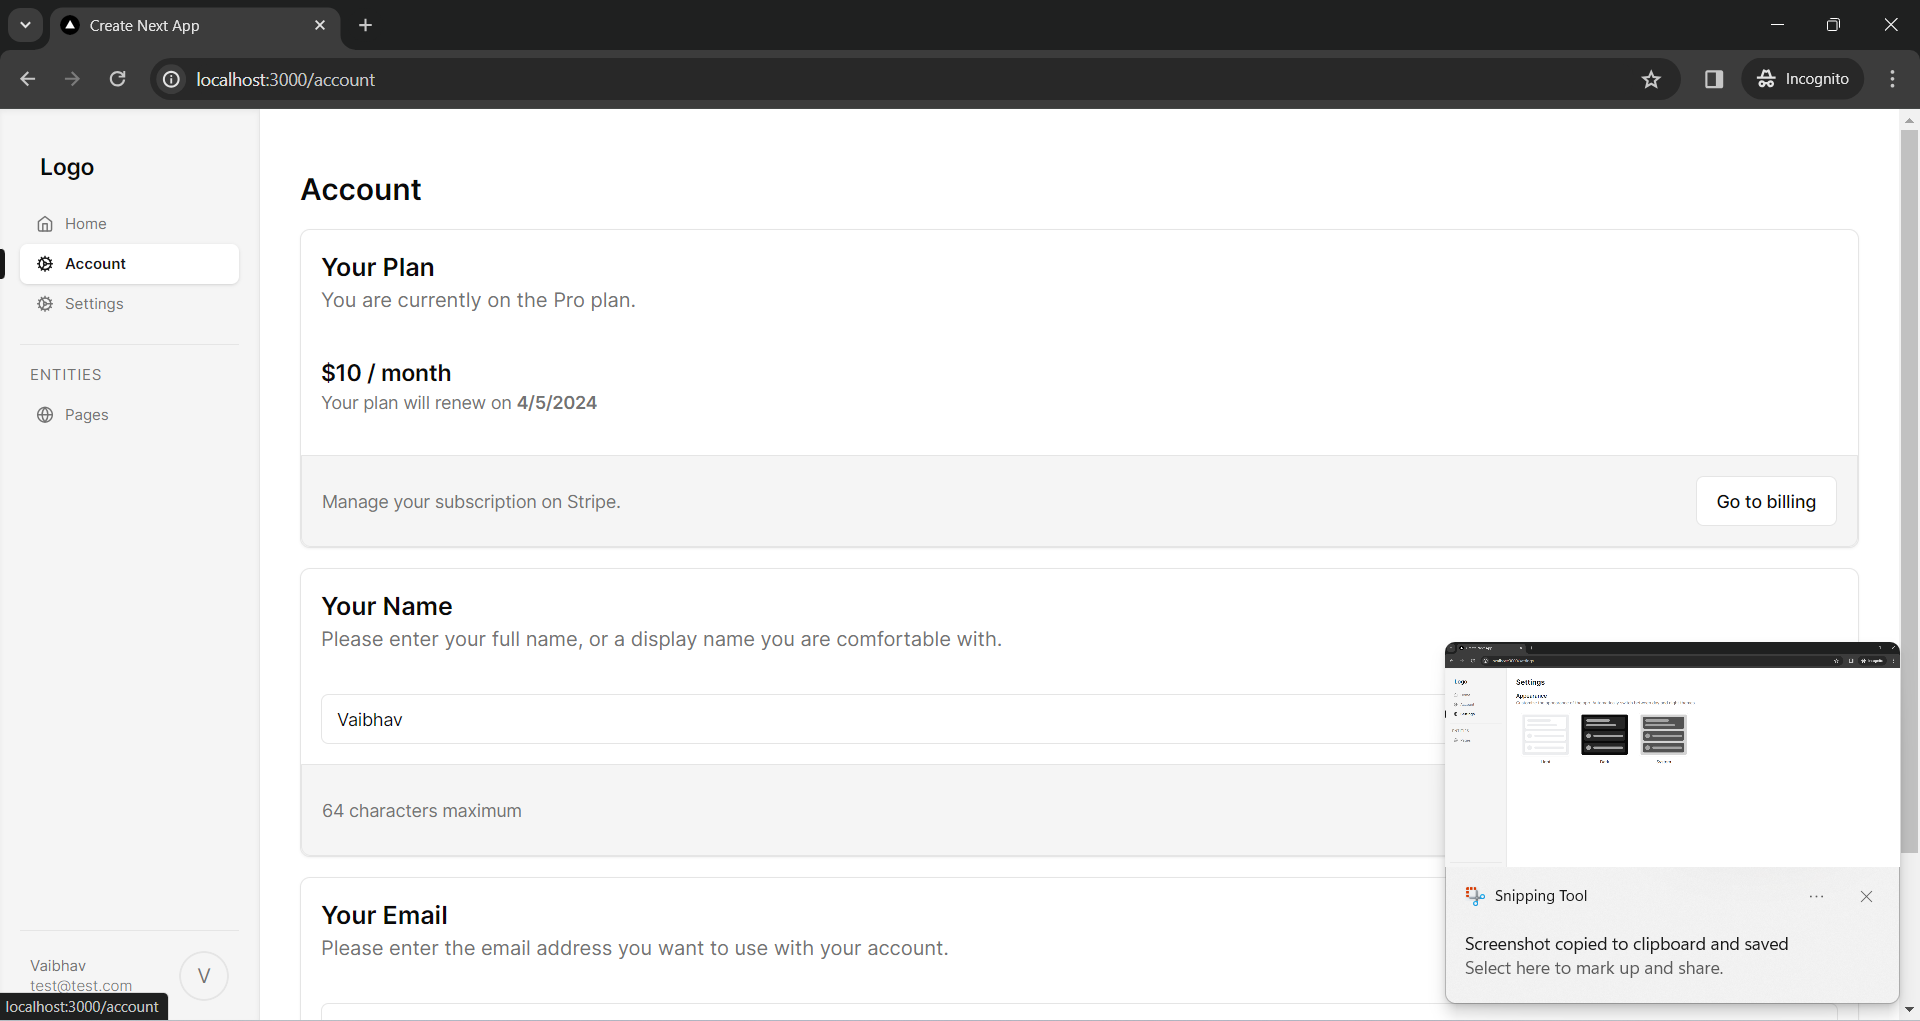 Create Next App
localhost:3000/account
Incognito
Logo
Home
Account
Settings
ENTITIES
Pages
Vaibhav
test@test.com
V
localhost:3000/account
Account
Your Plan
You are currently on the Pro plan.
$10 / month
Your plan will renew on 4/5/2024
Manage your subscription on Stripe.
Go to billing
Your Name
Please enter your full name, or a display name you are comfortable with.
Vaibhav
64 characters maximum
Your Email
Please enter the email address you want to use with your account.
Logo
Settings
Appearance
Snipping Tool
Screenshot copied to clipboard and saved
Select here to mark up and share.